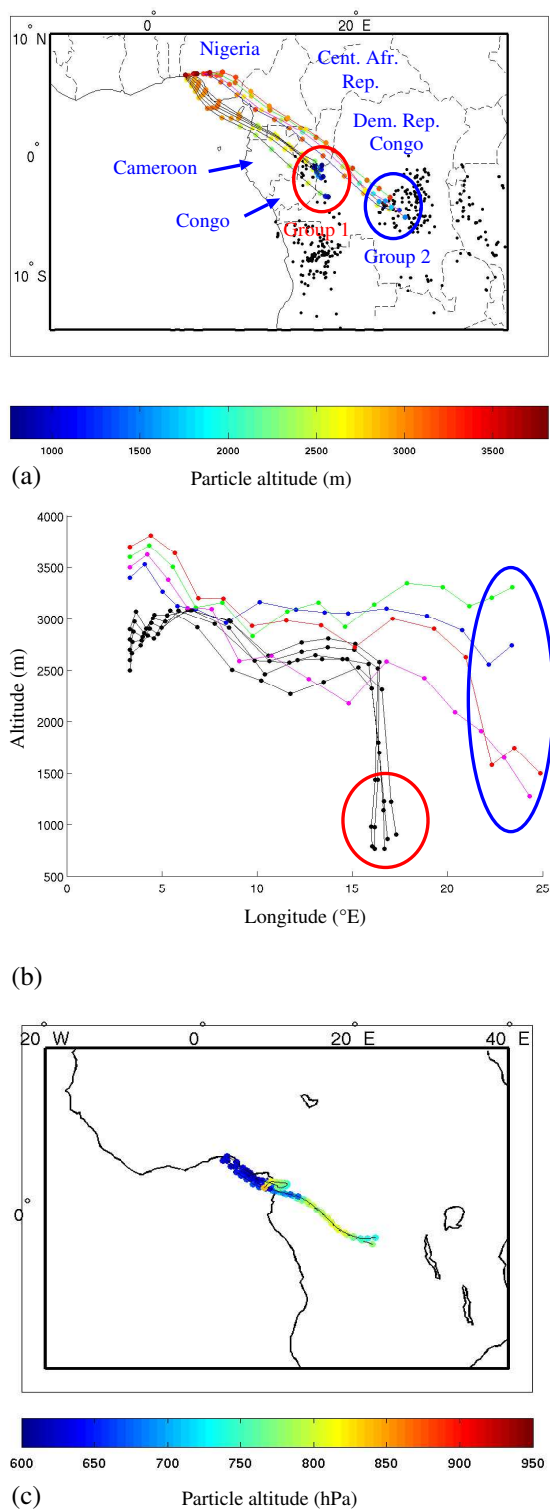 0 20 E
10 N
Nigeria
Cent. Afr.
Rep.
Dem. Rep.
Congo
0°
Cameroon
Congo
Group 1
Group 2
10 S
1000 1500 2000 2500 3000 3500
(a) Particle altitude (m)
4000
3500
3000
2500
2000
1500
1000
500
Altitude (m)
0 5 10 15 20 25
Longitude (°E)
(b)
20 W 0 20 E 40 E
0°
600 650 700 750 800 850 900 950
(c) Particle altitude (hPa)